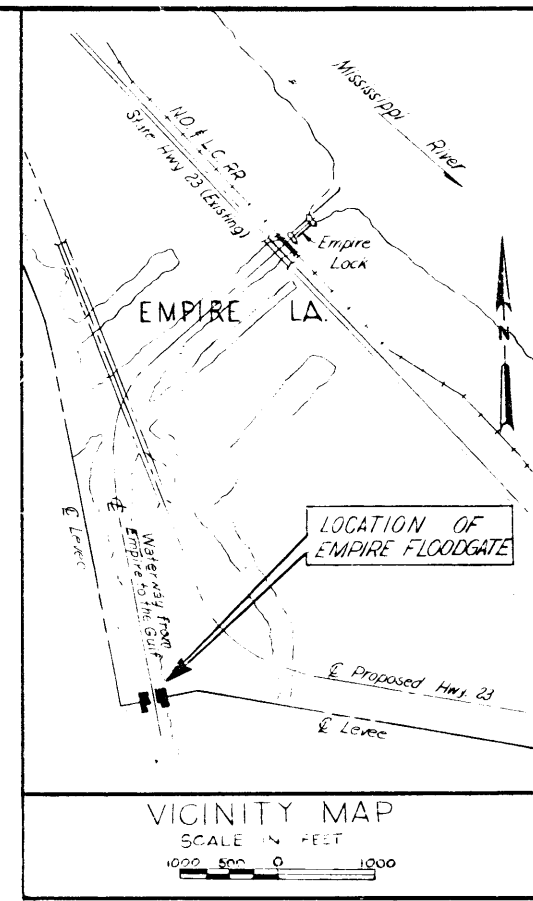 Mississippi River
N.O. & L.C. RR
State Hwy 23 (Existing)
Empire
Lock
EMPIRE LA.
N
LOCATION OF
EMPIRE FLOODGATE
℄ Levee
℄ Waterway from
Empire to the Gulf
℄ Proposed Hwy. 23
℄ Levee
VICINITY MAP
SCALE IN FEET
1000 500 0 1000